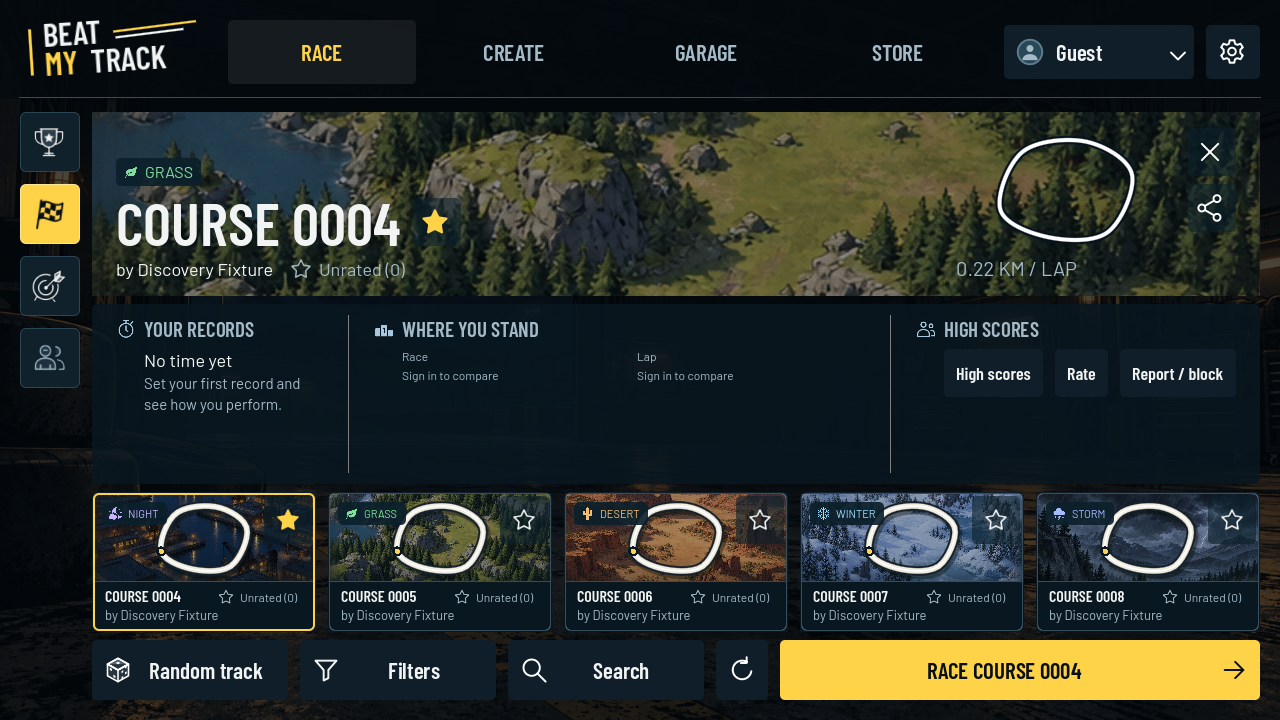 BEAT
MY TRACK
RACE
CREATE
GARAGE
STORE
Guest
GRASS
COURSE 0004
by Discovery Fixture
Unrated (0)
0.22 KM / LAP
YOUR RECORDS
No time yet
Set your first record and
see how you perform.
WHERE YOU STAND
Race
Sign in to compare
Lap
Sign in to compare
HIGH SCORES
High scores
Rate
Report / block
NIGHT
COURSE 0004
Unrated (0)
by Discovery Fixture
GRASS
COURSE 0005
Unrated (0)
by Discovery Fixture
DESERT
COURSE 0006
Unrated (0)
by Discovery Fixture
WINTER
COURSE 0007
Unrated (0)
by Discovery Fixture
STORM
COURSE 0008
Unrated (0)
by Discovery Fixture
Random track
Filters
Search
RACE COURSE 0004